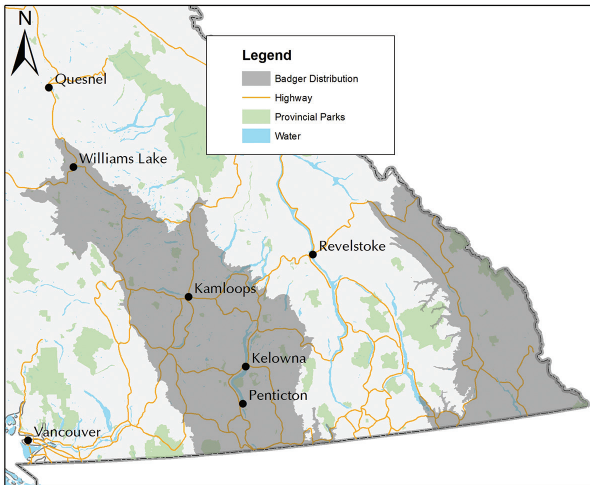 N
Legend
Badger Distribution
Highway
Provincial Parks
Water
Quesnel
Williams Lake
Revelstoke
Kamloops
Kelowna
Penticton
Vancouver